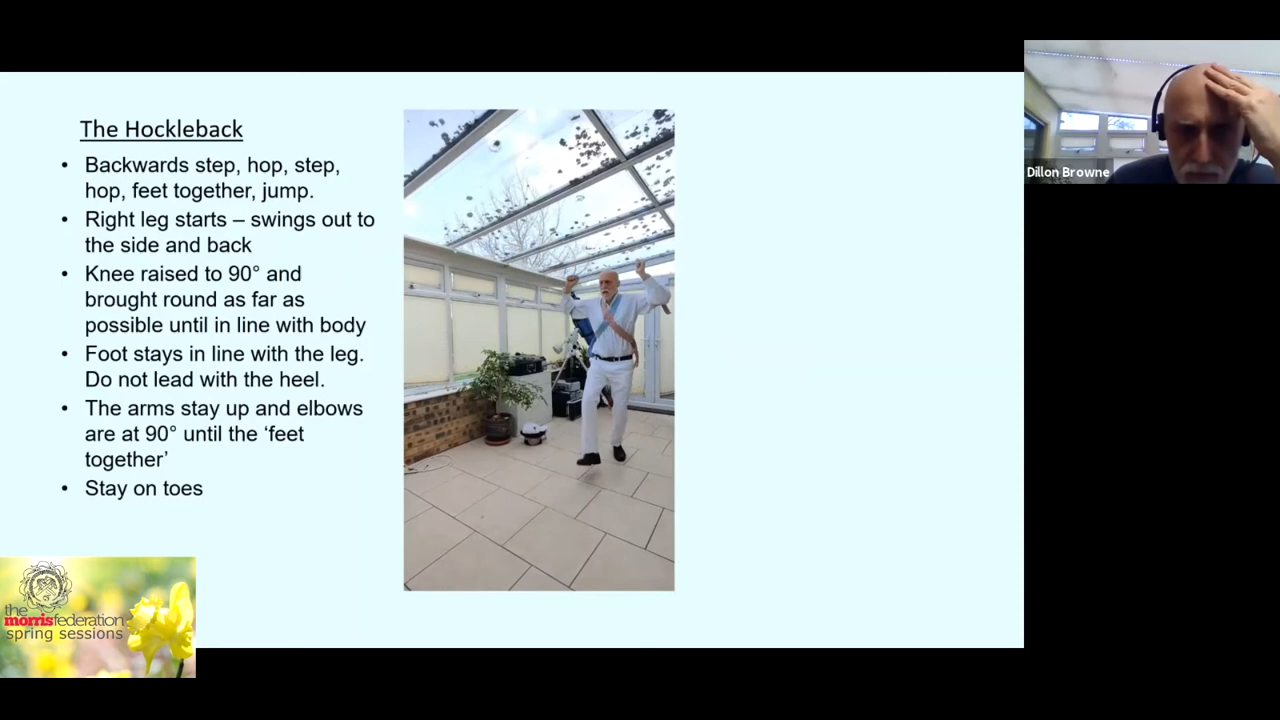 The Hockleback
• Backwards step, hop, step,
hop, feet together, jump.
• Right leg starts – swings out to
the side and back
• Knee raised to 90° and
brought round as far as
possible until in line with body
• Foot stays in line with the leg.
Do not lead with the heel.
• The arms stay up and elbows
are at 90° until the ‘feet
together’
• Stay on toes
Dillon Browne
the
morrisfederation
spring sessions